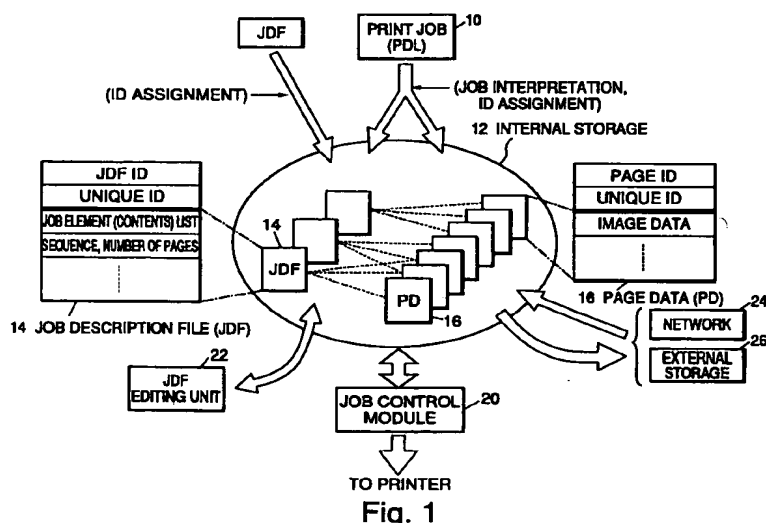 JDF
PRINT JOB
(PDL)
10
(ID ASSIGNMENT)
(JOB INTERPRETATION,
ID ASSIGNMENT)
12 INTERNAL STORAGE
JDF ID
UNIQUE ID
JOB ELEMENT (CONTENTS) LIST
SEQUENCE, NUMBER OF PAGES
14 JOB DESCRIPTION FILE (JDF)
14
JDF
PD
16
PAGE ID
UNIQUE ID
IMAGE DATA
16 PAGE DATA (PD)
22
JDF
EDITING UNIT
JOB CONTROL
MODULE
20
NETWORK
24
EXTERNAL
STORAGE
26
TO PRINTER
Fig. 1